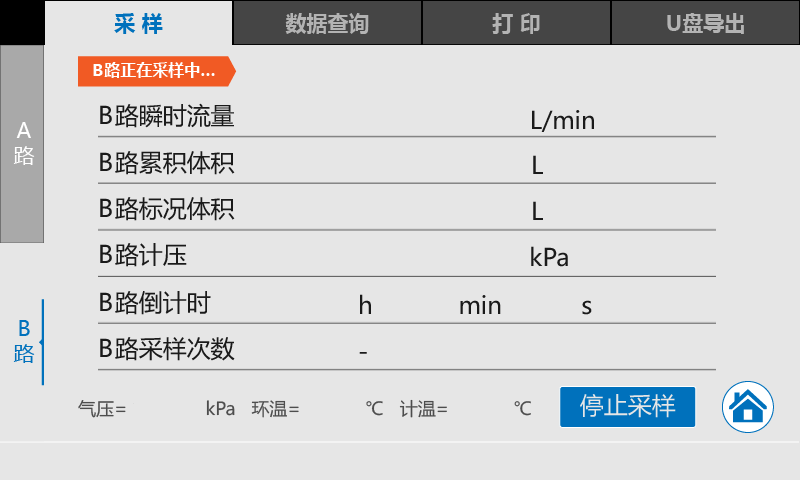 采样 数据查询 打印 U盘导出
B路正在采样中...
A路
B路瞬时流量 L/min
B路累积体积 L
B路标况体积 L
B路计压 kPa
B路倒计时 h min s
B路
B路采样次数 -
气压= kPa 环温= ℃ 计温= ℃ 停止采样